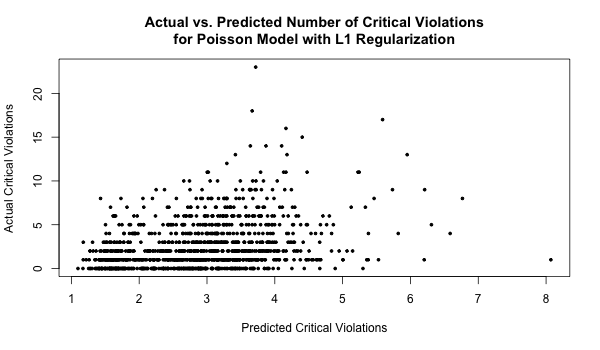 Actual vs. Predicted Number of Critical Violations
for Poisson Model with L1 Regularization
Actual Critical Violations
20
15
10
5
0
1 2 3 4 5 6 7 8
Predicted Critical Violations